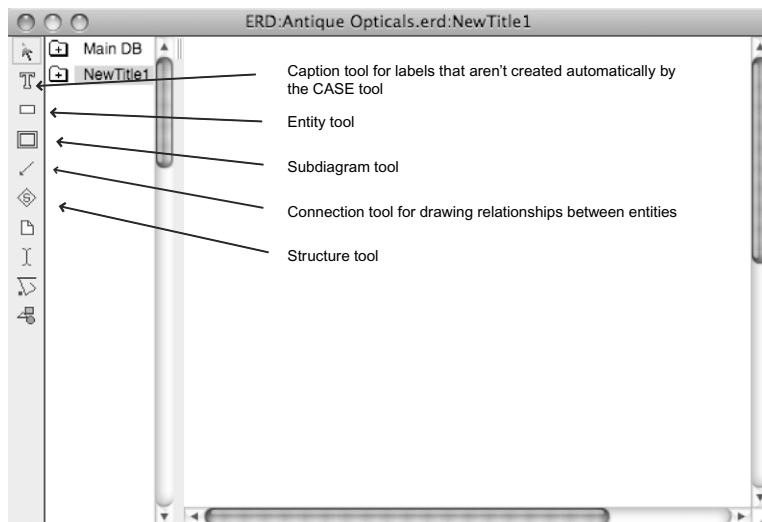 ERD:Antique Opticals.erd:NewTitle1
Main DB
NewTitle1
T
Caption tool for labels that aren't created automatically by
the CASE tool
Entity tool
Subdiagram tool
Connection tool for drawing relationships between entities
S
Structure tool